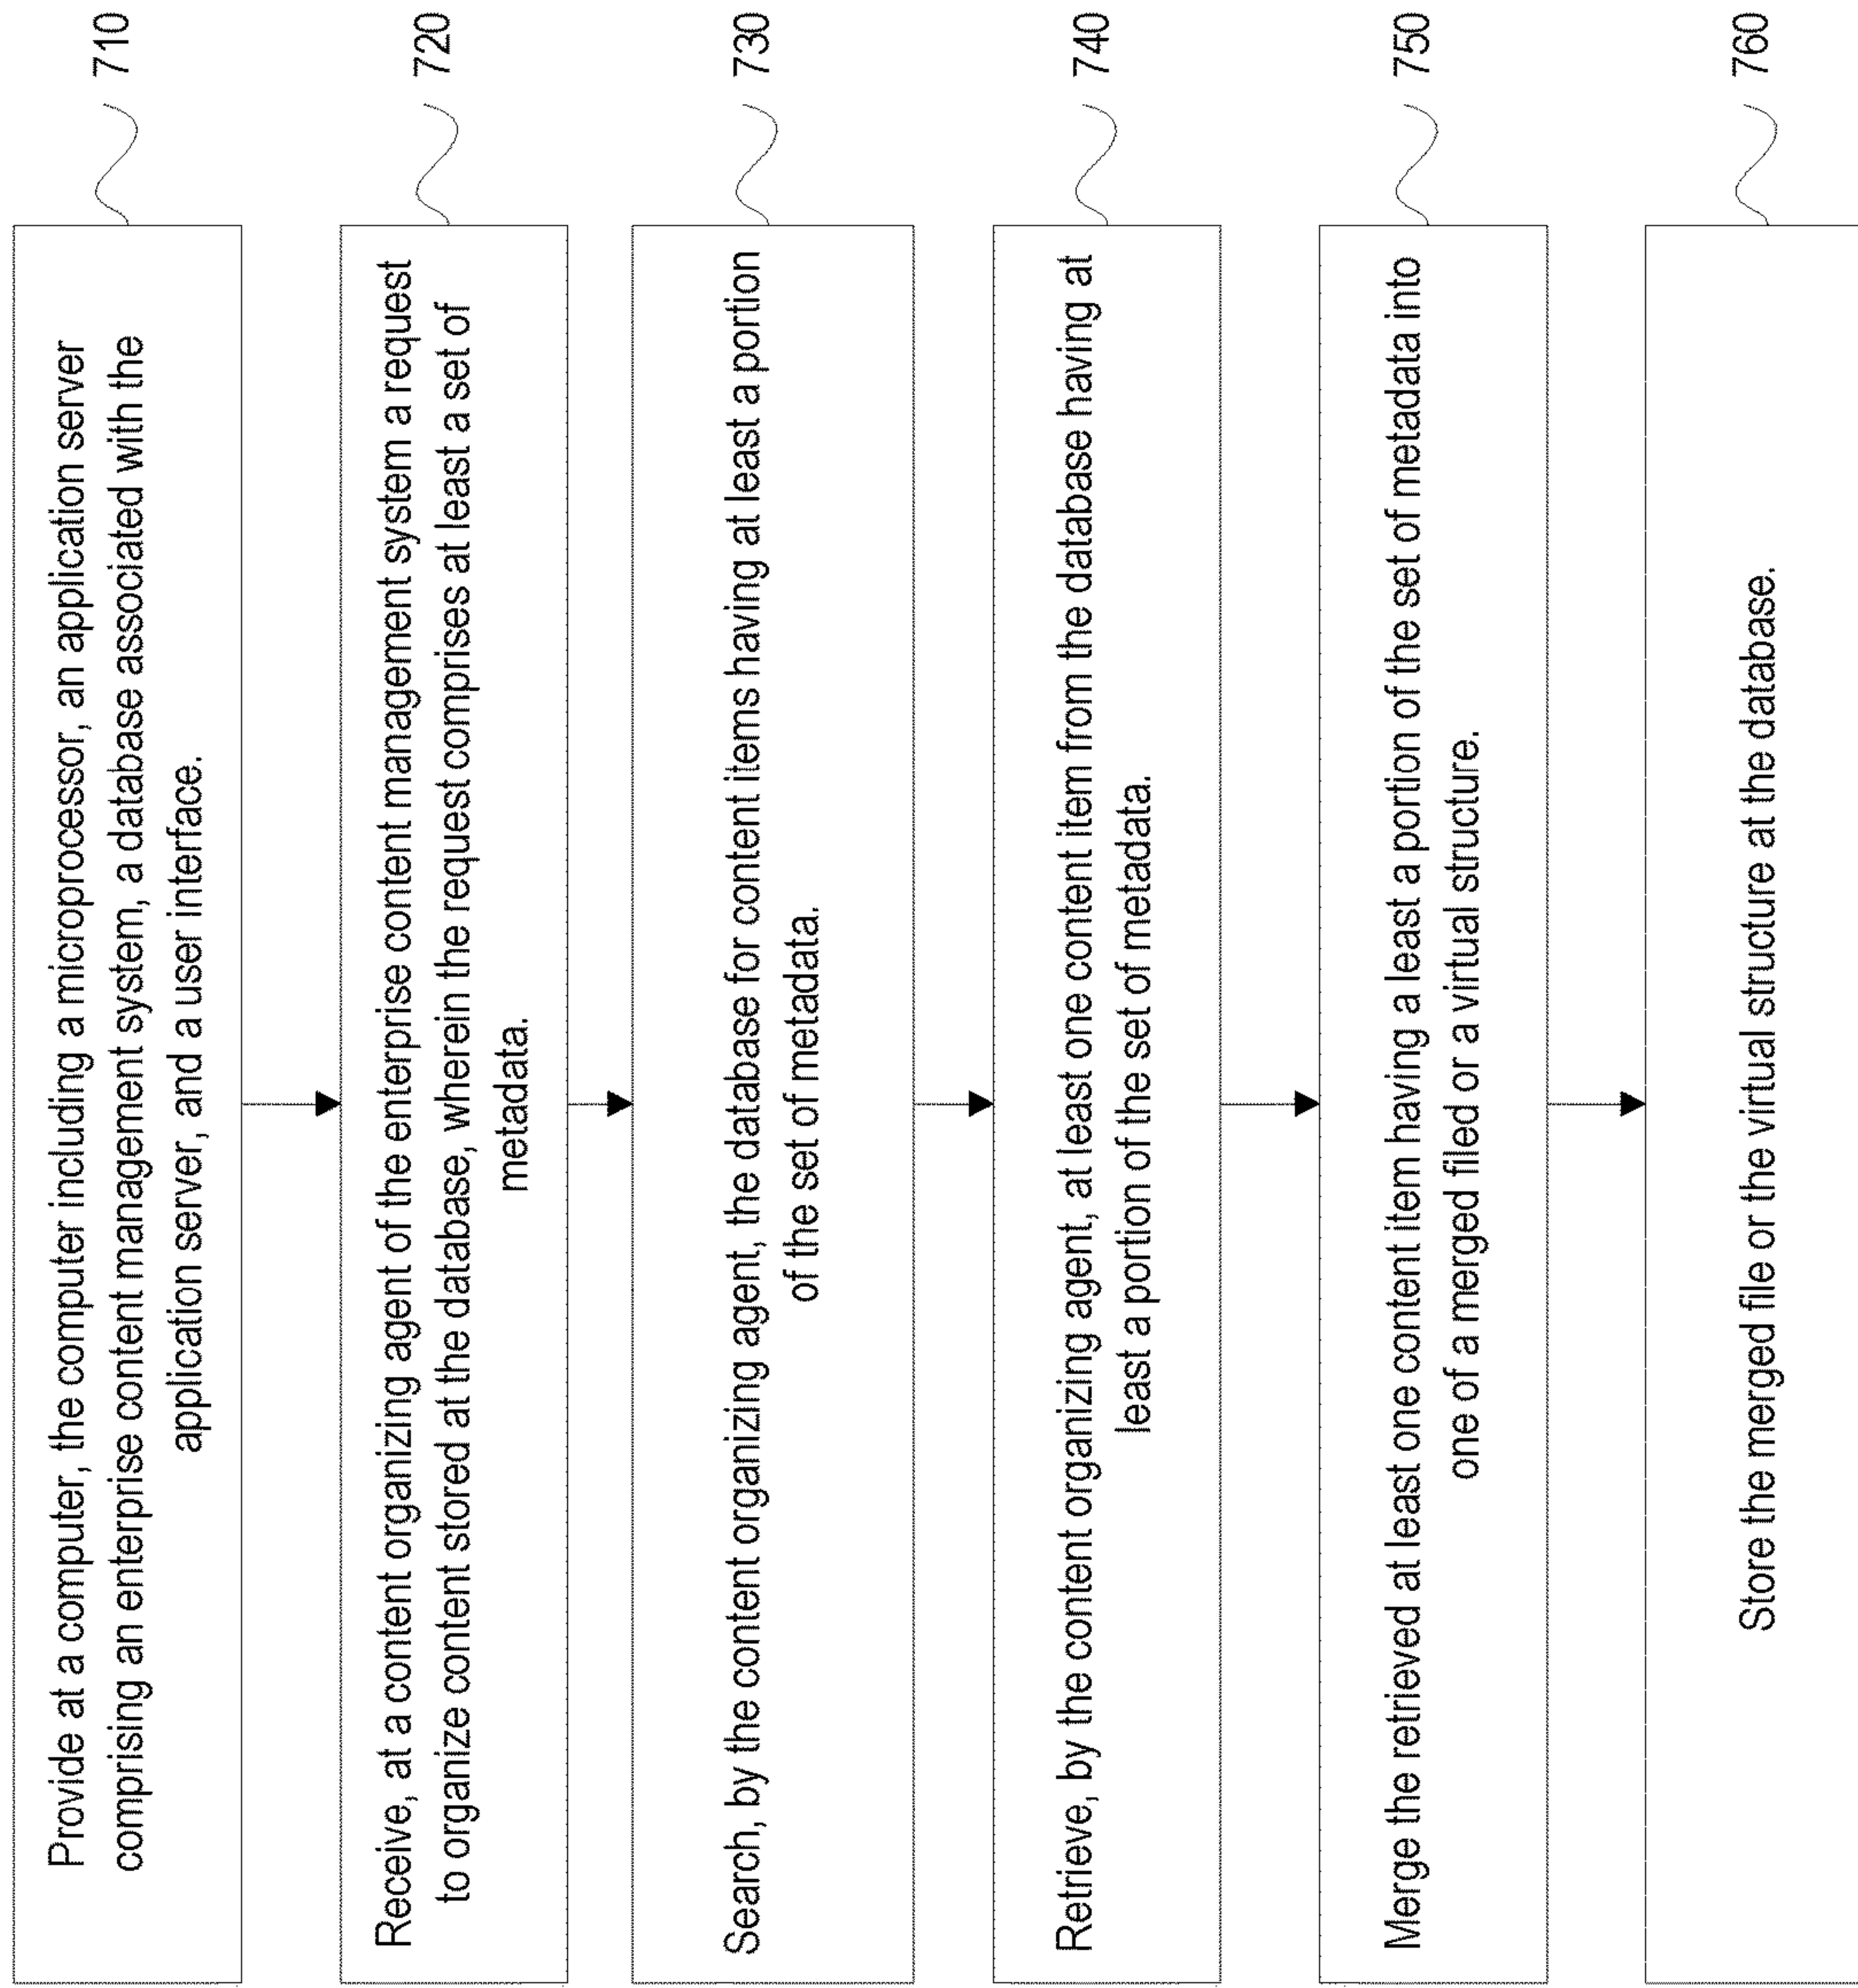 Provide at a computer, the computer including a microprocessor, an application server
comprising an enterprise content management system, a database associated with the
application server, and a user interface.
710
Receive, at a content organizing agent of the enterprise content management system a request
to organize content stored at the database, wherein the request comprises at least a set of
metadata.
720
Search, by the content organizing agent, the database for content items having at least a portion
of the set of metadata.
730
Retrieve, by the content organizing agent, at least one content item from the database having at
least a portion of the set of metadata.
740
Merge the retrieved at least one content item having a least a portion of the set of metadata into
one of a merged filed or a virtual structure.
750
Store the merged file or the virtual structure at the database.
760